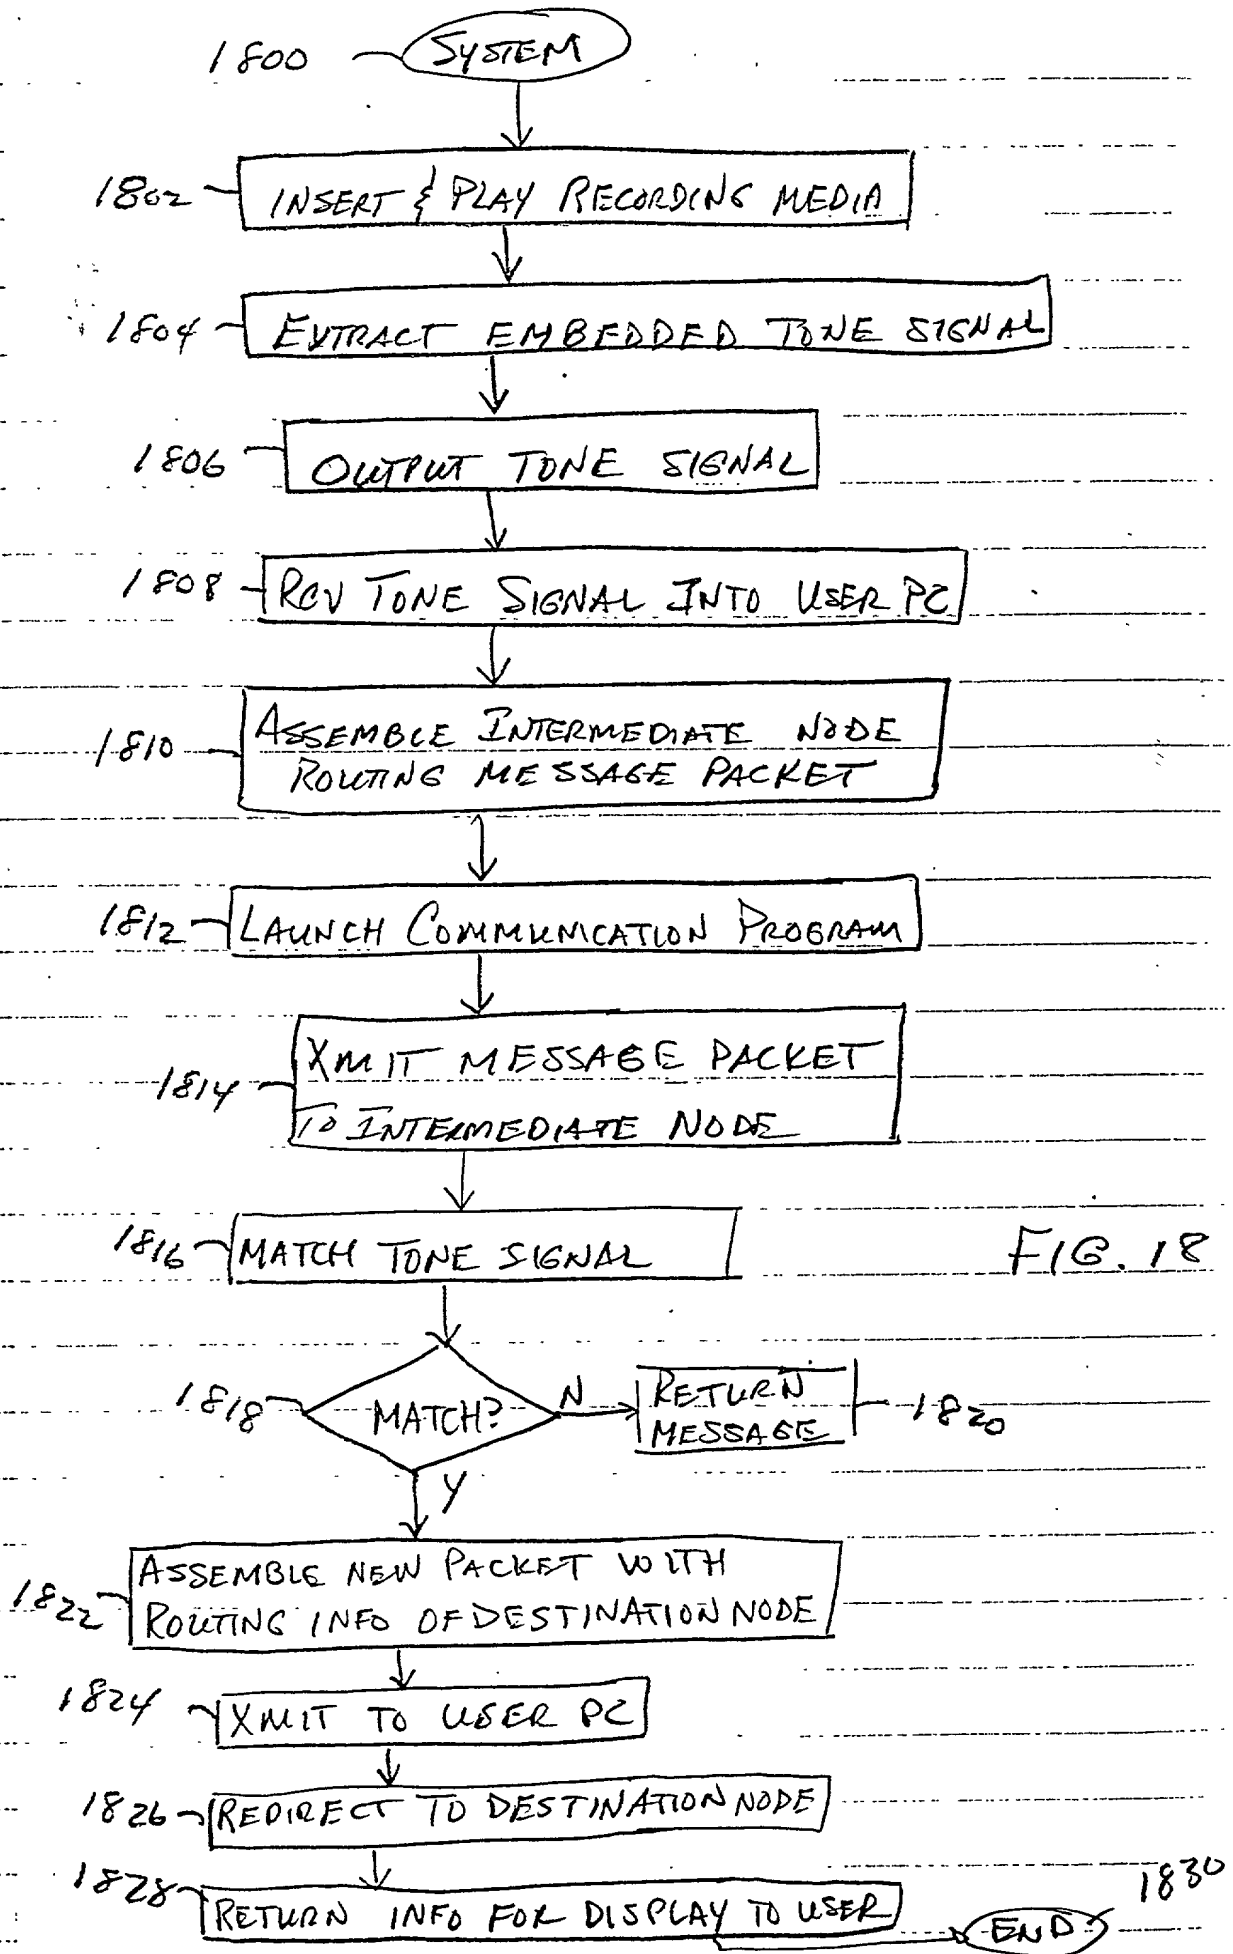 1800 SYSTEM
1802 INSERT & PLAY RECORDING MEDIA
1804 EXTRACT EMBEDDED TONE SIGNAL
1806 OUTPUT TONE SIGNAL
1808 RCV TONE SIGNAL INTO USER PC
1810 ASSEMBLE INTERMEDIATE NODE
ROUTING MESSAGE PACKET
1812 LAUNCH COMMUNICATION PROGRAM
1814 XMIT MESSAGE PACKET
TO INTERMEDIATE NODE
1816 MATCH TONE SIGNAL
FIG. 18
1818 MATCH? N RETURN MESSAGE 1820
Y
1822 ASSEMBLE NEW PACKET WITH
ROUTING INFO OF DESTINATION NODE
1824 XMIT TO USER PC
1826 REDIRECT TO DESTINATION NODE
1828 RETURN INFO FOR DISPLAY TO USER
1830
END